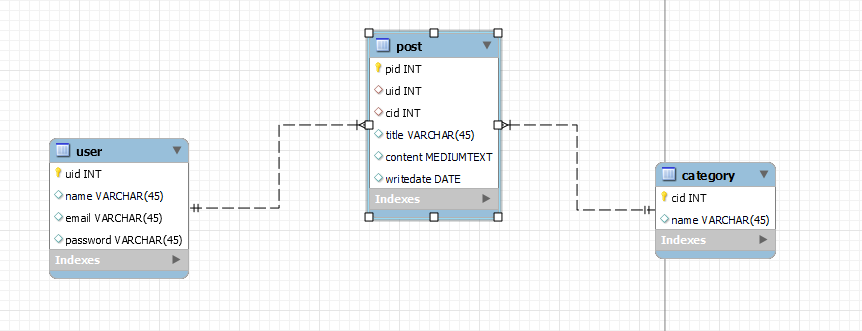 post
pid INT
uid INT
cid INT
title VARCHAR(45)
content MEDIUMTEXT
writedate DATE
Indexes
user
uid INT
name VARCHAR(45)
email VARCHAR(45)
password VARCHAR(45)
Indexes
category
cid INT
name VARCHAR(45)
Indexes